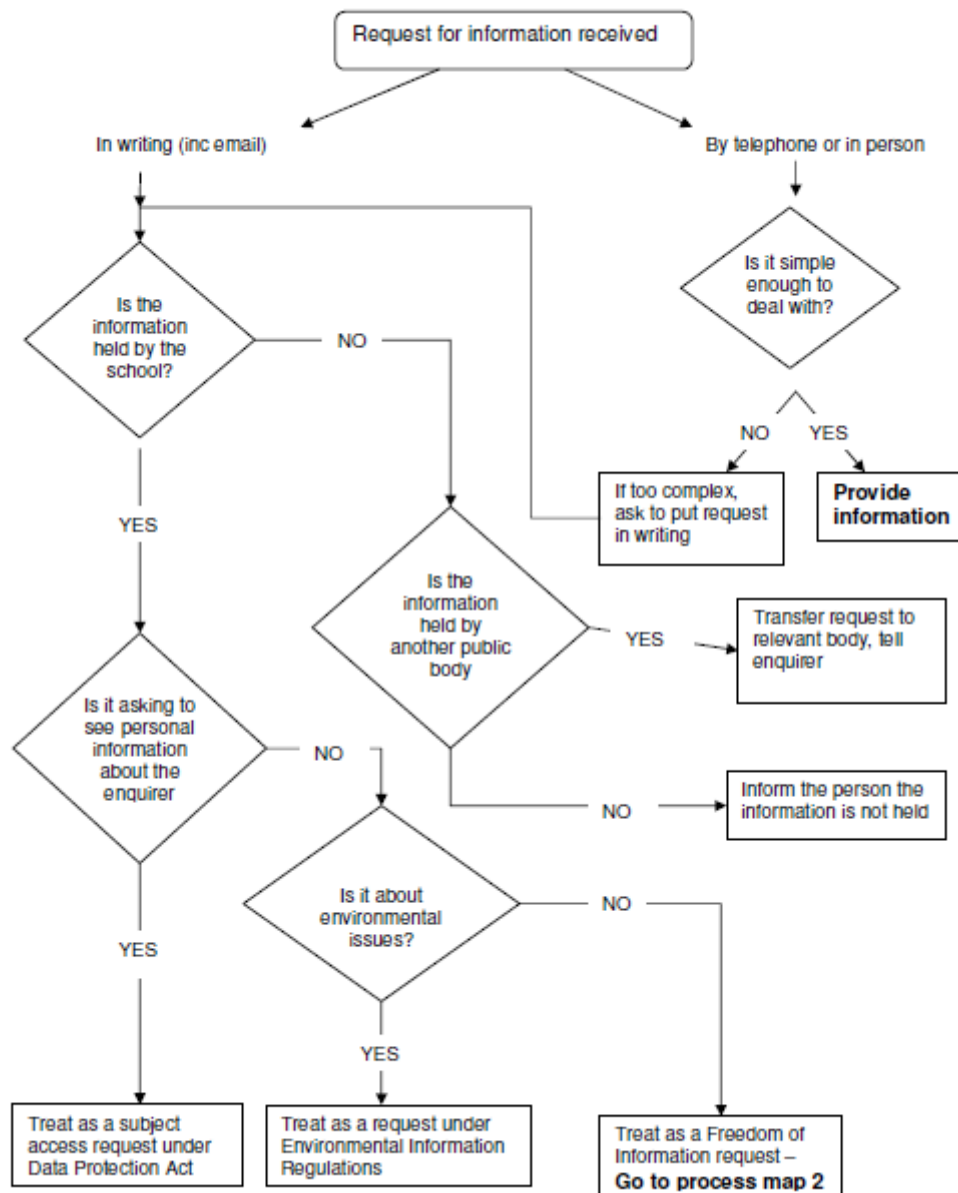 Request for information received
In writing (inc email)
By telephone or in person
Is it simple
enough to
deal with?
Is the
information
held by the
school?
NO
NO
YES
If too complex,
ask to put request
in writing
Provide
information
YES
Is the
information
held by
another public
body
YES
Transfer request to
relevant body, tell
enquirer
Is it asking to
see personal
information
about the
enquirer
NO
NO
Inform the person the
information is not held
Is it about
environmental
issues?
NO
YES
YES
Treat as a subject
access request under
Data Protection Act
Treat as a request under
Environmental Information
Regulations
Treat as a Freedom of
Information request –
Go to process map 2